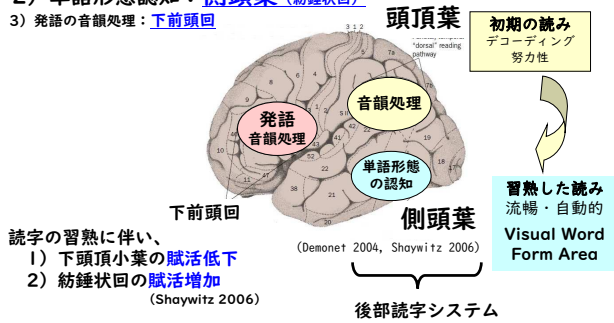 2）単語形態認知：側頭葉（紡錘状回）
3）発語の音韻処理：下前頭回
頭頂葉
"dorsal" reading
pathway
初期の読み
デコーディング
努力性
発語
音韻処理
音韻処理
単語形態
の認知
下前頭回
側頭葉
習熟した読み
流暢・自動的
Visual Word
Form Area
(Demonet 2004, Shaywitz 2006)
読字の習熟に伴い、
1）下頭頂小葉の賦活低下
2）紡錘状回の賦活増加
(Shaywitz 2006)
後部読字システム